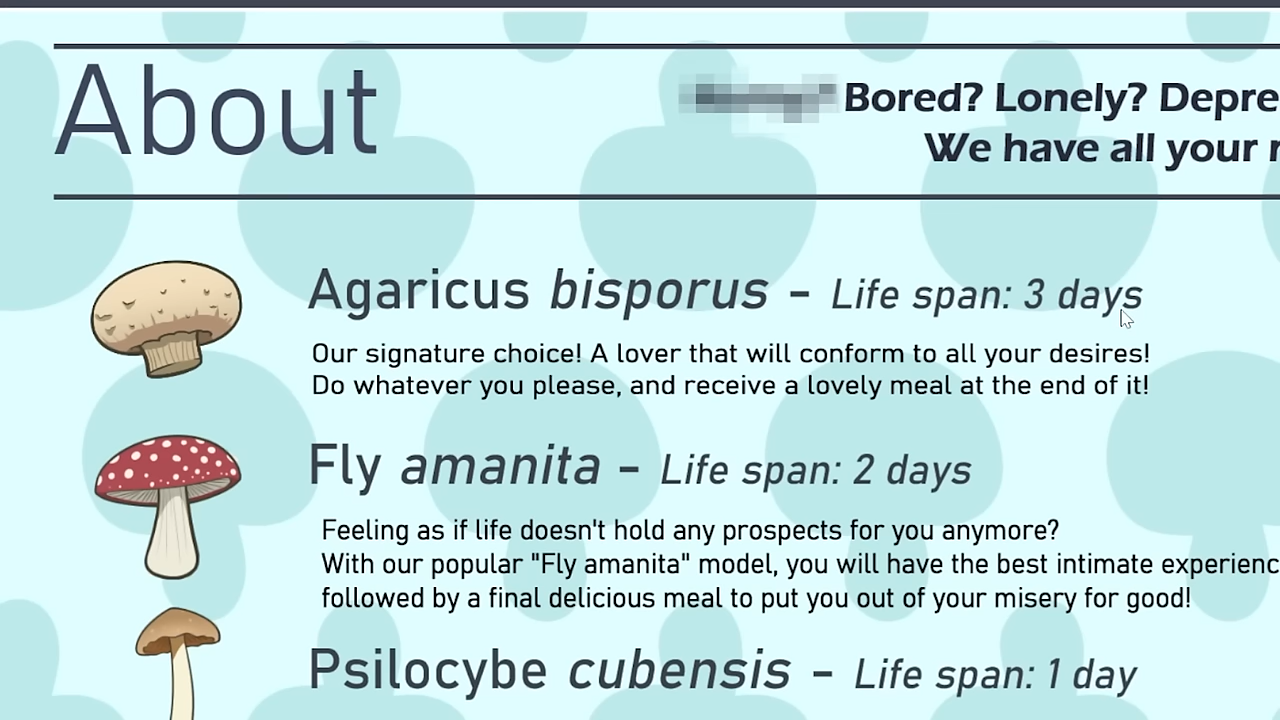 About
Bored? Lonely? Depre
We have all your
Agaricus bisporus - Life span: 3 days
Our signature choice! A lover that will conform to all your desires!
Do whatever you please, and receive a lovely meal at the end of it!
Fly amanita - Life span: 2 days
Feeling as if life doesn't hold any prospects for you anymore?
With our popular "Fly amanita" model, you will have the best intimate experienc
followed by a final delicious meal to put you out of your misery for good!
Psilocybe cubensis - Life span: 1 day